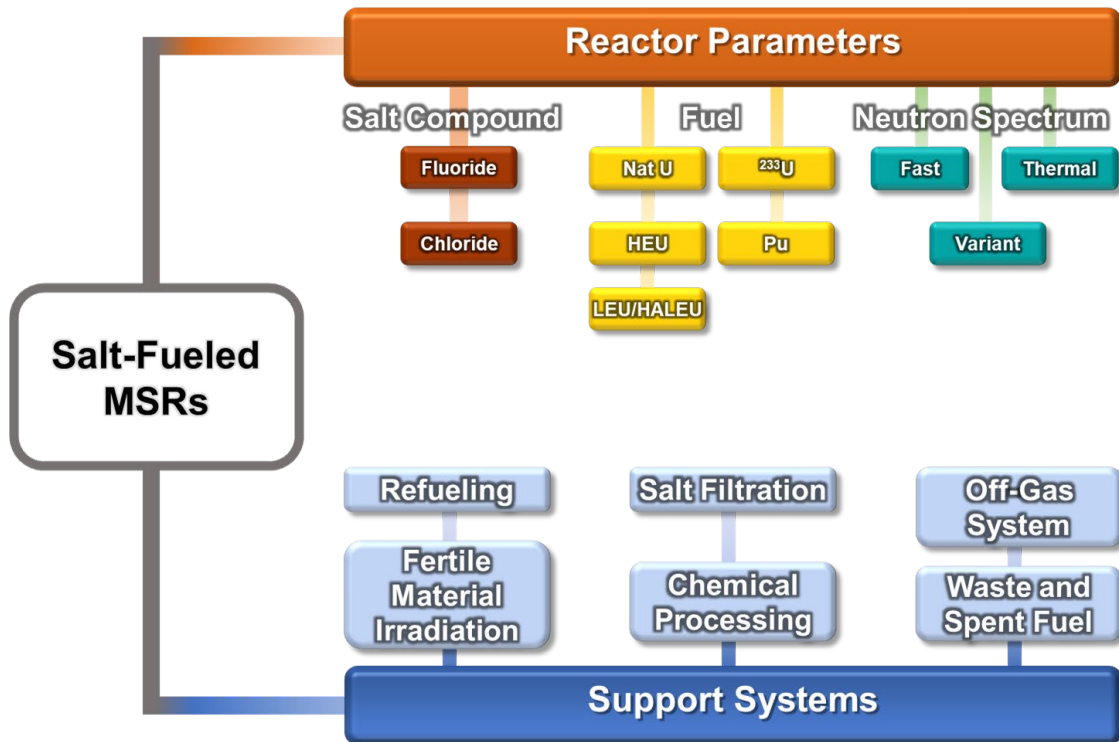 Reactor Parameters
Salt Compound
Fluoride
Chloride
Fuel
Nat U
²³³U
HEU
Pu
LEU/HALEU
Neutron Spectrum
Fast
Thermal
Variant
Salt-Fueled
MSRs
Refueling
Fertile
Material
Irradiation
Salt Filtration
Chemical
Processing
Off-Gas
System
Waste and
Spent Fuel
Support Systems